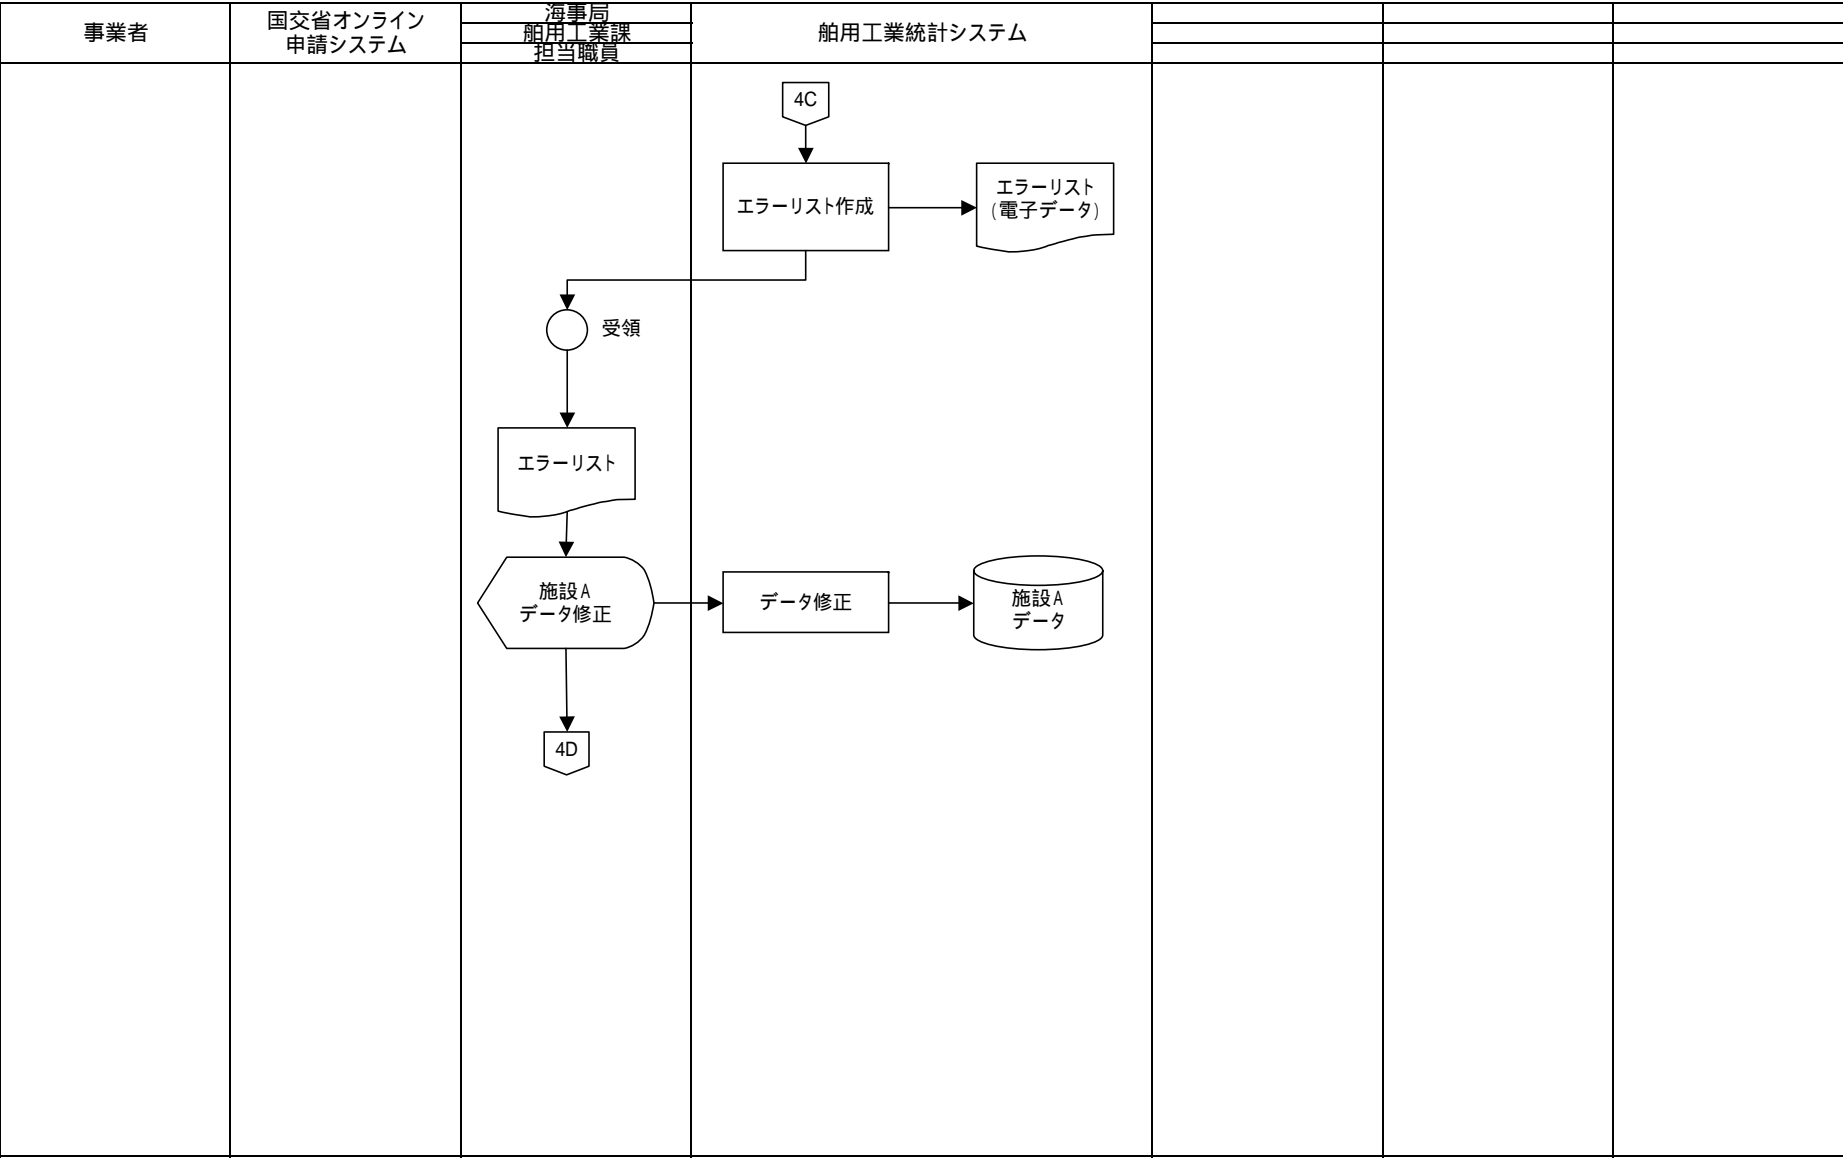 事業者
国交省オンライン
申請システム
海事局
舶用工業課
担当職員
舶用工業統計システム
4C
エラーリスト作成
エラーリスト
(電子データ)
受領
エラーリスト
施設A
データ修正
データ修正
施設A
データ
4D